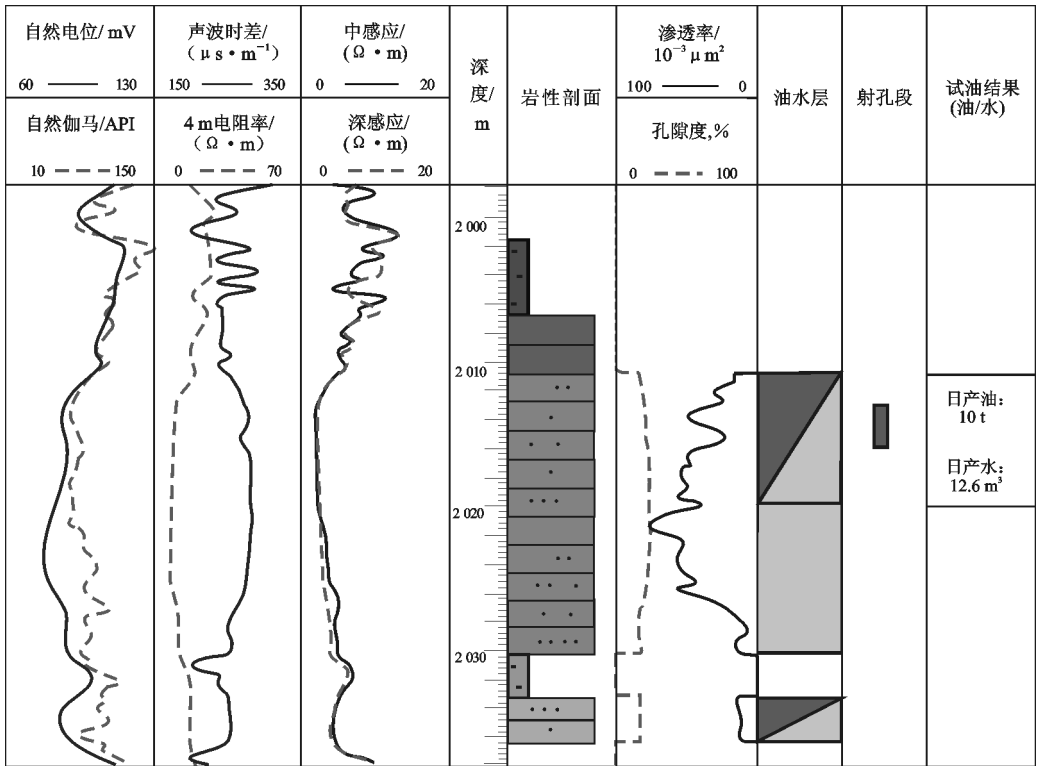 自然电位/ mV
60 130
自然伽马/API
10 150
声波时差/
(μs·m⁻¹)
150 350
4 m电阻率/
(Ω·m)
0 70
中感应/
(Ω·m)
0 20
深感应/
(Ω·m)
0 20
深
度/
m
岩性剖面
渗透率/
10⁻³ μm²
100 0
孔隙度,%
0 100
油水层
射孔段
试油结果
(油/水)
2 000
2 010
2 020
2 030
日产油:
10 t
日产水:
12.6 m³